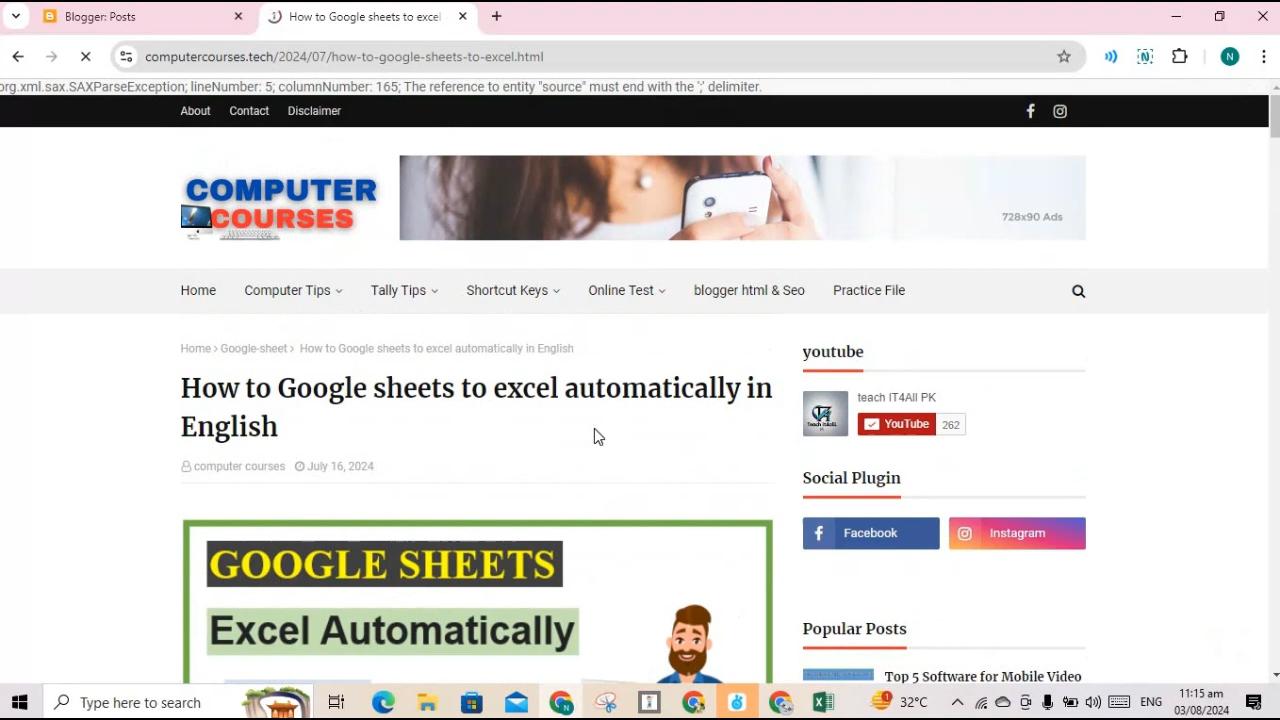 Blogger: Posts
How to Google sheets to excel
computercourses.tech/2024/07/how-to-google-sheets-to-excel.html
N
N
org.xml.sax.SAXParseException; lineNumber: 5; columnNumber: 165; The reference to entity "source" must end with the ';' delimiter.
About Contact Disclaimer
COMPUTER
COURSES
728x90 Ads
Home Computer Tips Tally Tips Shortcut Keys Online Test blogger html & Seo Practice File
Home > Google-sheet > How to Google sheets to excel automatically in English
How to Google sheets to excel automatically in
English
computer courses July 16, 2024
GOOGLE SHEETS
Excel Automatically
youtube
teach IT4All PK
YouTube 262
Social Plugin
Facebook Instagram
Popular Posts
Top 5 Software for Mobile Video
Type here to search
32°C
ENG
11:15 am
03/08/2024